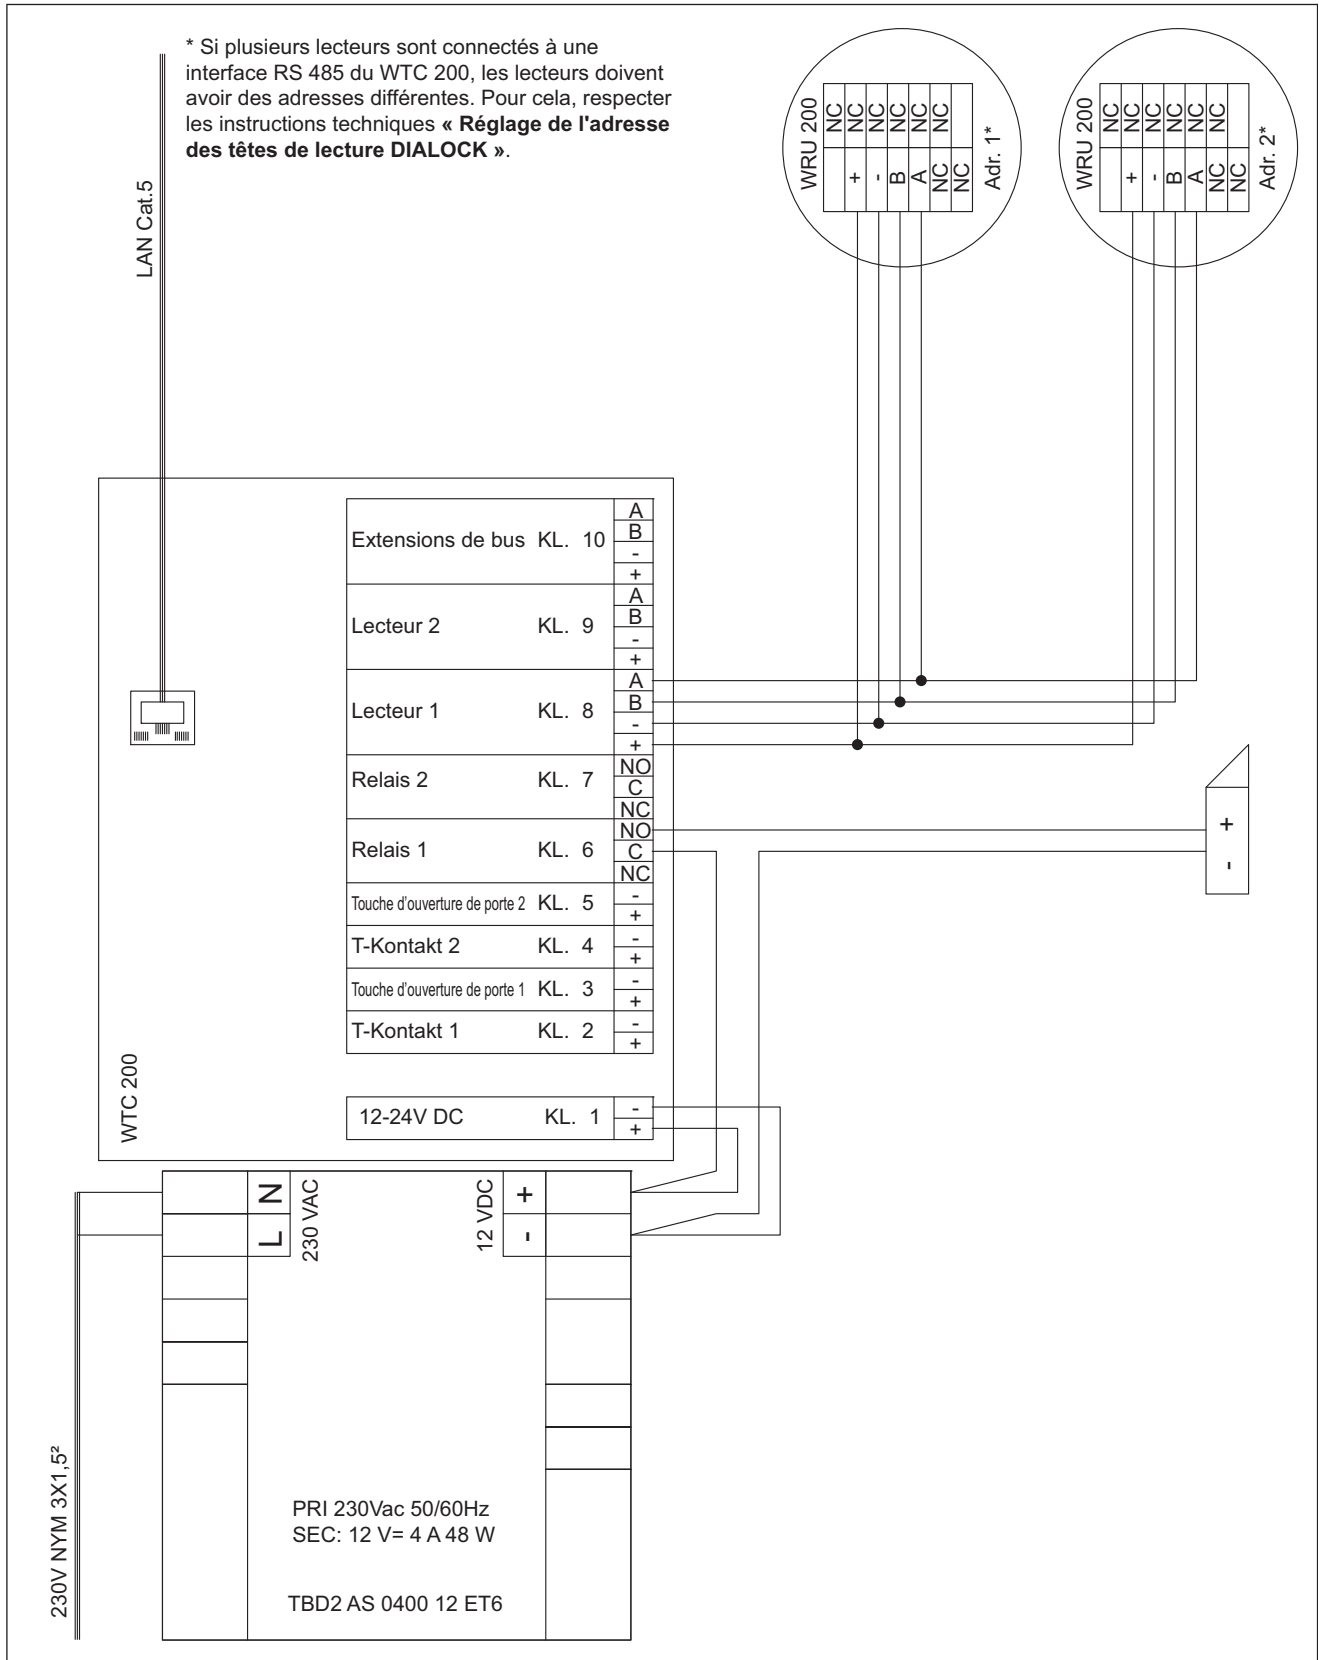 * Si plusieurs lecteurs sont connectés à une
interface RS 485 du WTC 200, les lecteurs doivent
avoir des adresses différentes. Pour cela, respecter
les instructions techniques « Réglage de l'adresse
des têtes de lecture DIALOCK ».
LAN Cat.5
WRU 200
NC NC NC NC NC NC
+ - B A NC NC
Adr. 1*
WRU 200
NC NC NC NC NC NC
+ - B A NC NC
Adr. 2*
Extensions de bus KL. 10
A
B
-
+
Lecteur 2 KL. 9
A
B
-
+
Lecteur 1 KL. 8
A
B
-
+
Relais 2 KL. 7
NO
C
NC
Relais 1 KL. 6
NO
C
NC
Touche d'ouverture de porte 2 KL. 5
-
+
T-Kontakt 2 KL. 4
-
+
Touche d'ouverture de porte 1 KL. 3
-
+
T-Kontakt 1 KL. 2
-
+
12-24V DC KL. 1
-
+
WTC 200
+
-
N
L
230 VAC
12 VDC
+
-
230V NYM 3X1,5²
PRI 230Vac 50/60Hz
SEC: 12 V= 4 A 48 W
TBD2 AS 0400 12 ET6